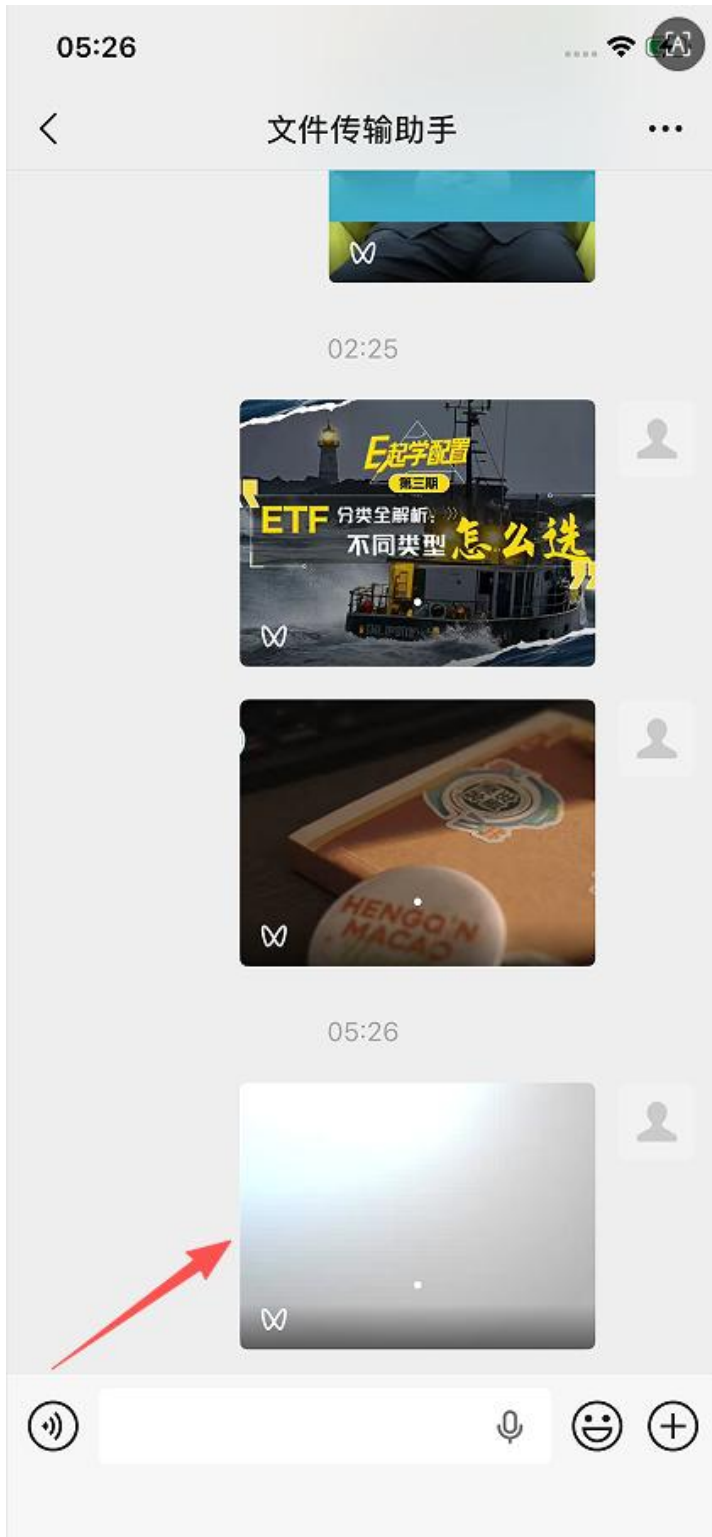 05:26
文件传输助手
02:25
E起学配置
第三期
ETF 分类全解析:
不同类型 怎么选
HENGQ'N
MACAO
05:26